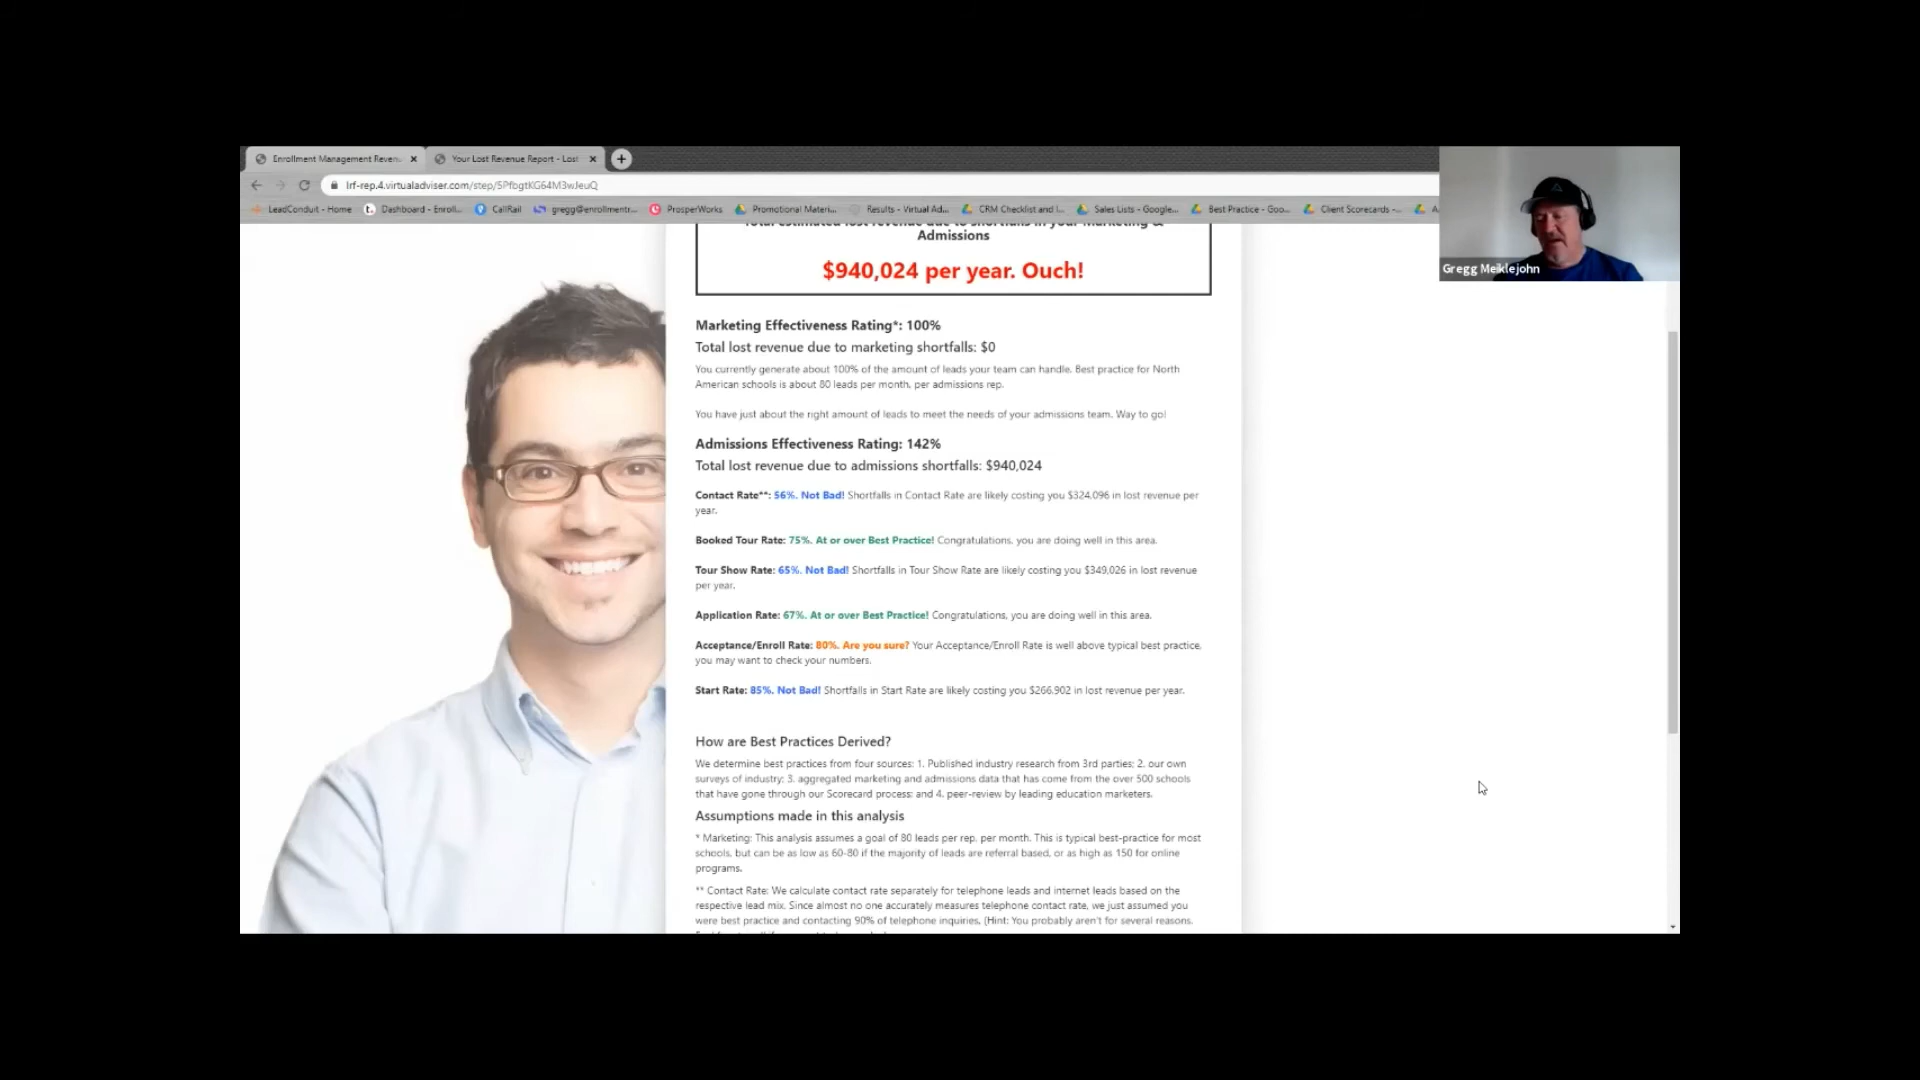 Enrollment Management Reven
Your Lost Revenue Report - Lost
lrf-rep.4.virtualadviser.com/step/5PfbgtKG64M3wJeuQ
LeadConduit - Home
Dashboard - Enroll...
CallRail
gregg@enrollmentr...
ProsperWorks
Promotional Materi...
Results - Virtual Ad...
CRM Checklist and I...
Sales Lists - Google...
Best Practice - Goo...
Client Scorecards -...
A
Gregg Meiklejohn
Total estimated lost revenue due to shortfalls in your Marketing &
Admissions
$940,024 per year. Ouch!
Marketing Effectiveness Rating*: 100%
Total lost revenue due to marketing shortfalls: $0
You currently generate about 100% of the amount of leads your team can handle. Best practice for North
American schools is about 80 leads per month, per admissions rep.
You have just about the right amount of leads to meet the needs of your admissions team. Way to go!
Admissions Effectiveness Rating: 142%
Total lost revenue due to admissions shortfalls: $940,024
Contact Rate**: 56%. Not Bad! Shortfalls in Contact Rate are likely costing you $324,096 in lost revenue per
year.
Booked Tour Rate: 75%. At or over Best Practice! Congratulations, you are doing well in this area.
Tour Show Rate: 65%. Not Bad! Shortfalls in Tour Show Rate are likely costing you $349,026 in lost revenue
per year.
Application Rate: 67%. At or over Best Practice! Congratulations, you are doing well in this area.
Acceptance/Enroll Rate: 80%. Are you sure? Your Acceptance/Enroll Rate is well above typical best practice,
you may want to check your numbers.
Start Rate: 85%. Not Bad! Shortfalls in Start Rate are likely costing you $266,902 in lost revenue per year.
How are Best Practices Derived?
We determine best practices from four sources: 1. Published industry research from 3rd parties; 2. our own
surveys of industry; 3. aggregated marketing and admissions data that has come from the over 500 schools
that have gone through our Scorecard process; and 4. peer-review by leading education marketers.
Assumptions made in this analysis
* Marketing: This analysis assumes a goal of 80 leads per rep. per month. This is typical best-practice for most
schools, but can be as low as 60-80 if the majority of leads are referral based, or as high as 150 for online
programs.
** Contact Rate: We calculate contact rate separately for telephone leads and internet leads based on the
respective lead mix. Since almost no one accurately measures telephone contact rate, we just assumed you
were best practice and contacting 90% of telephone inquiries. (Hint: You probably aren't for several reasons.